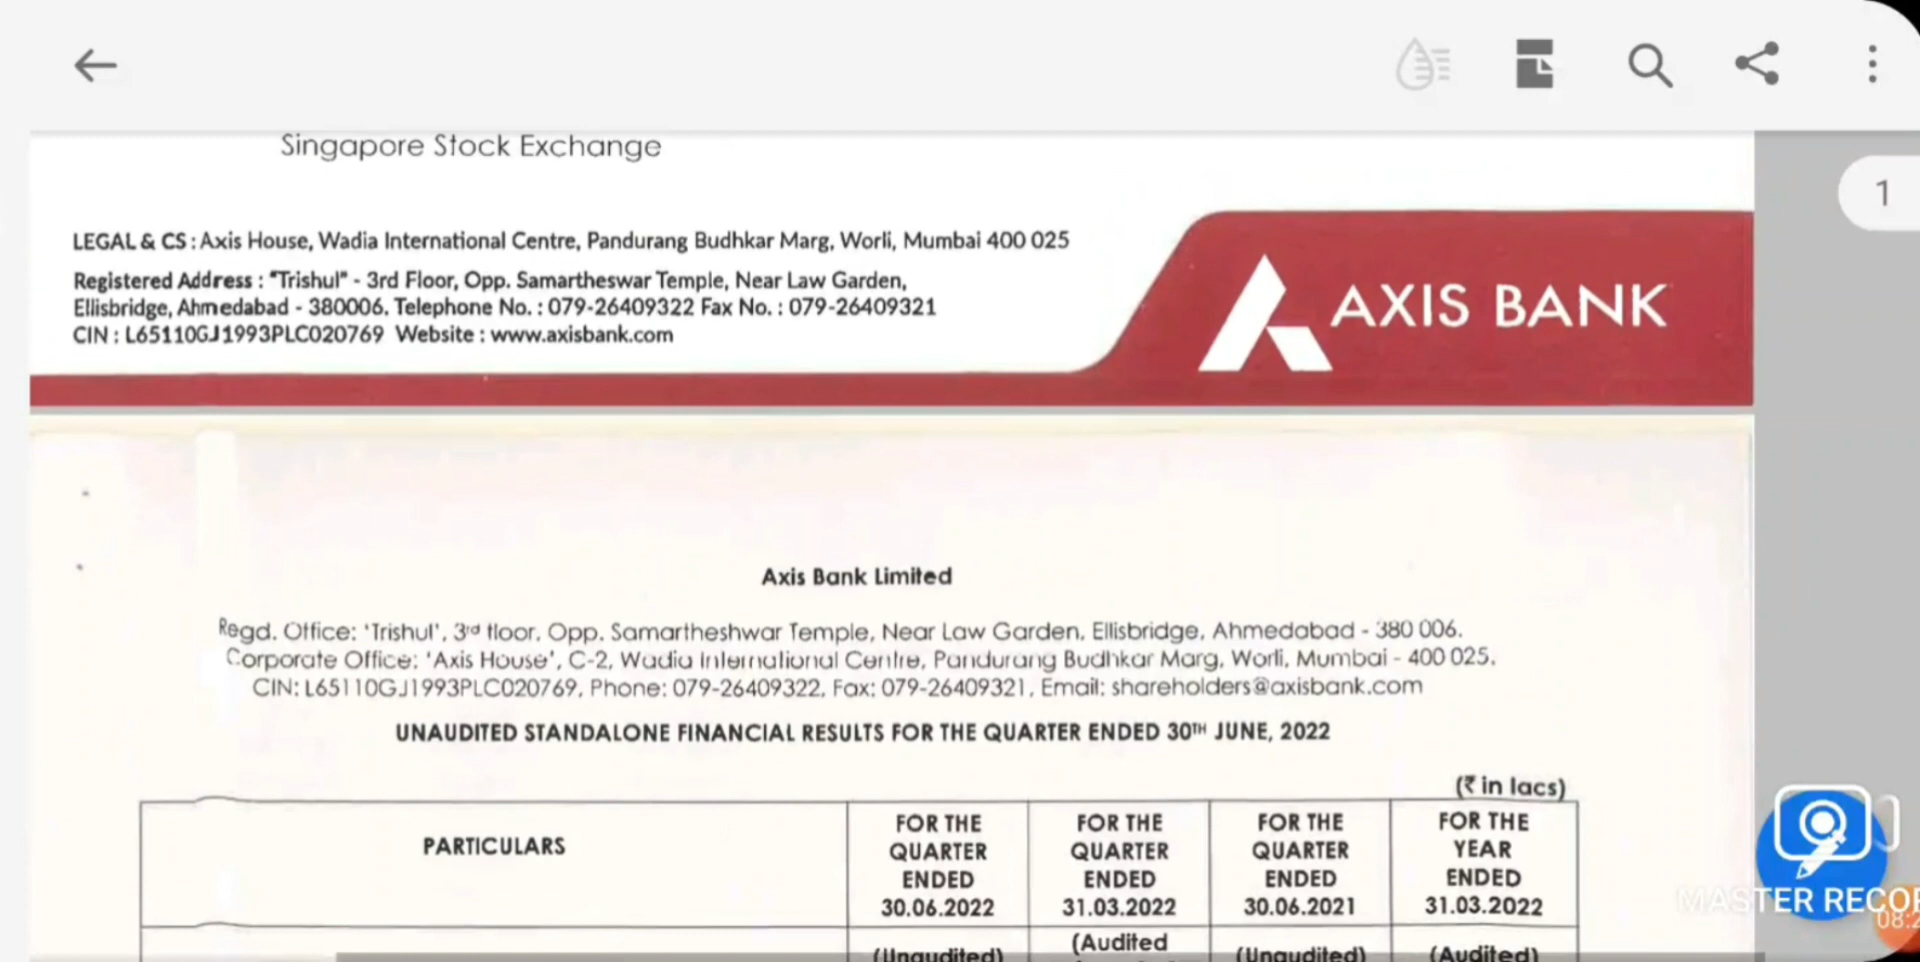 1
Singapore Stock Exchange
LEGAL & CS : Axis House, Wadia International Centre, Pandurang Budhkar Marg, Worli, Mumbai 400 025
Registered Address : "Trishul" - 3rd Floor, Opp. Samartheswar Temple, Near Law Garden,
Ellisbridge, Ahmedabad - 380006. Telephone No. : 079-26409322 Fax No. : 079-26409321
CIN : L65110GJ1993PLC020769 Website : www.axisbank.com
AXIS BANK
Axis Bank Limited
Regd. Office: 'Trishul', 3rd floor, Opp. Samartheshwar Temple, Near Law Garden, Ellisbridge, Ahmedabad - 380 006.
Corporate Office: 'Axis House', C-2, Wadia International Centre, Pandurang Budhkar Marg, Worli, Mumbai - 400 025.
CIN: L65110GJ1993PLC020769, Phone: 079-26409322, Fax: 079-26409321, Email: shareholders@axisbank.com
UNAUDITED STANDALONE FINANCIAL RESULTS FOR THE QUARTER ENDED 30TH JUNE, 2022
(₹ in lacs)
PARTICULARS
FOR THE QUARTER ENDED 30.06.2022
FOR THE QUARTER ENDED 31.03.2022
FOR THE QUARTER ENDED 30.06.2021
FOR THE YEAR ENDED 31.03.2022
(Unaudited)
(Audited
(Unaudited)
(Audited)
MASTER RECOR
08:2